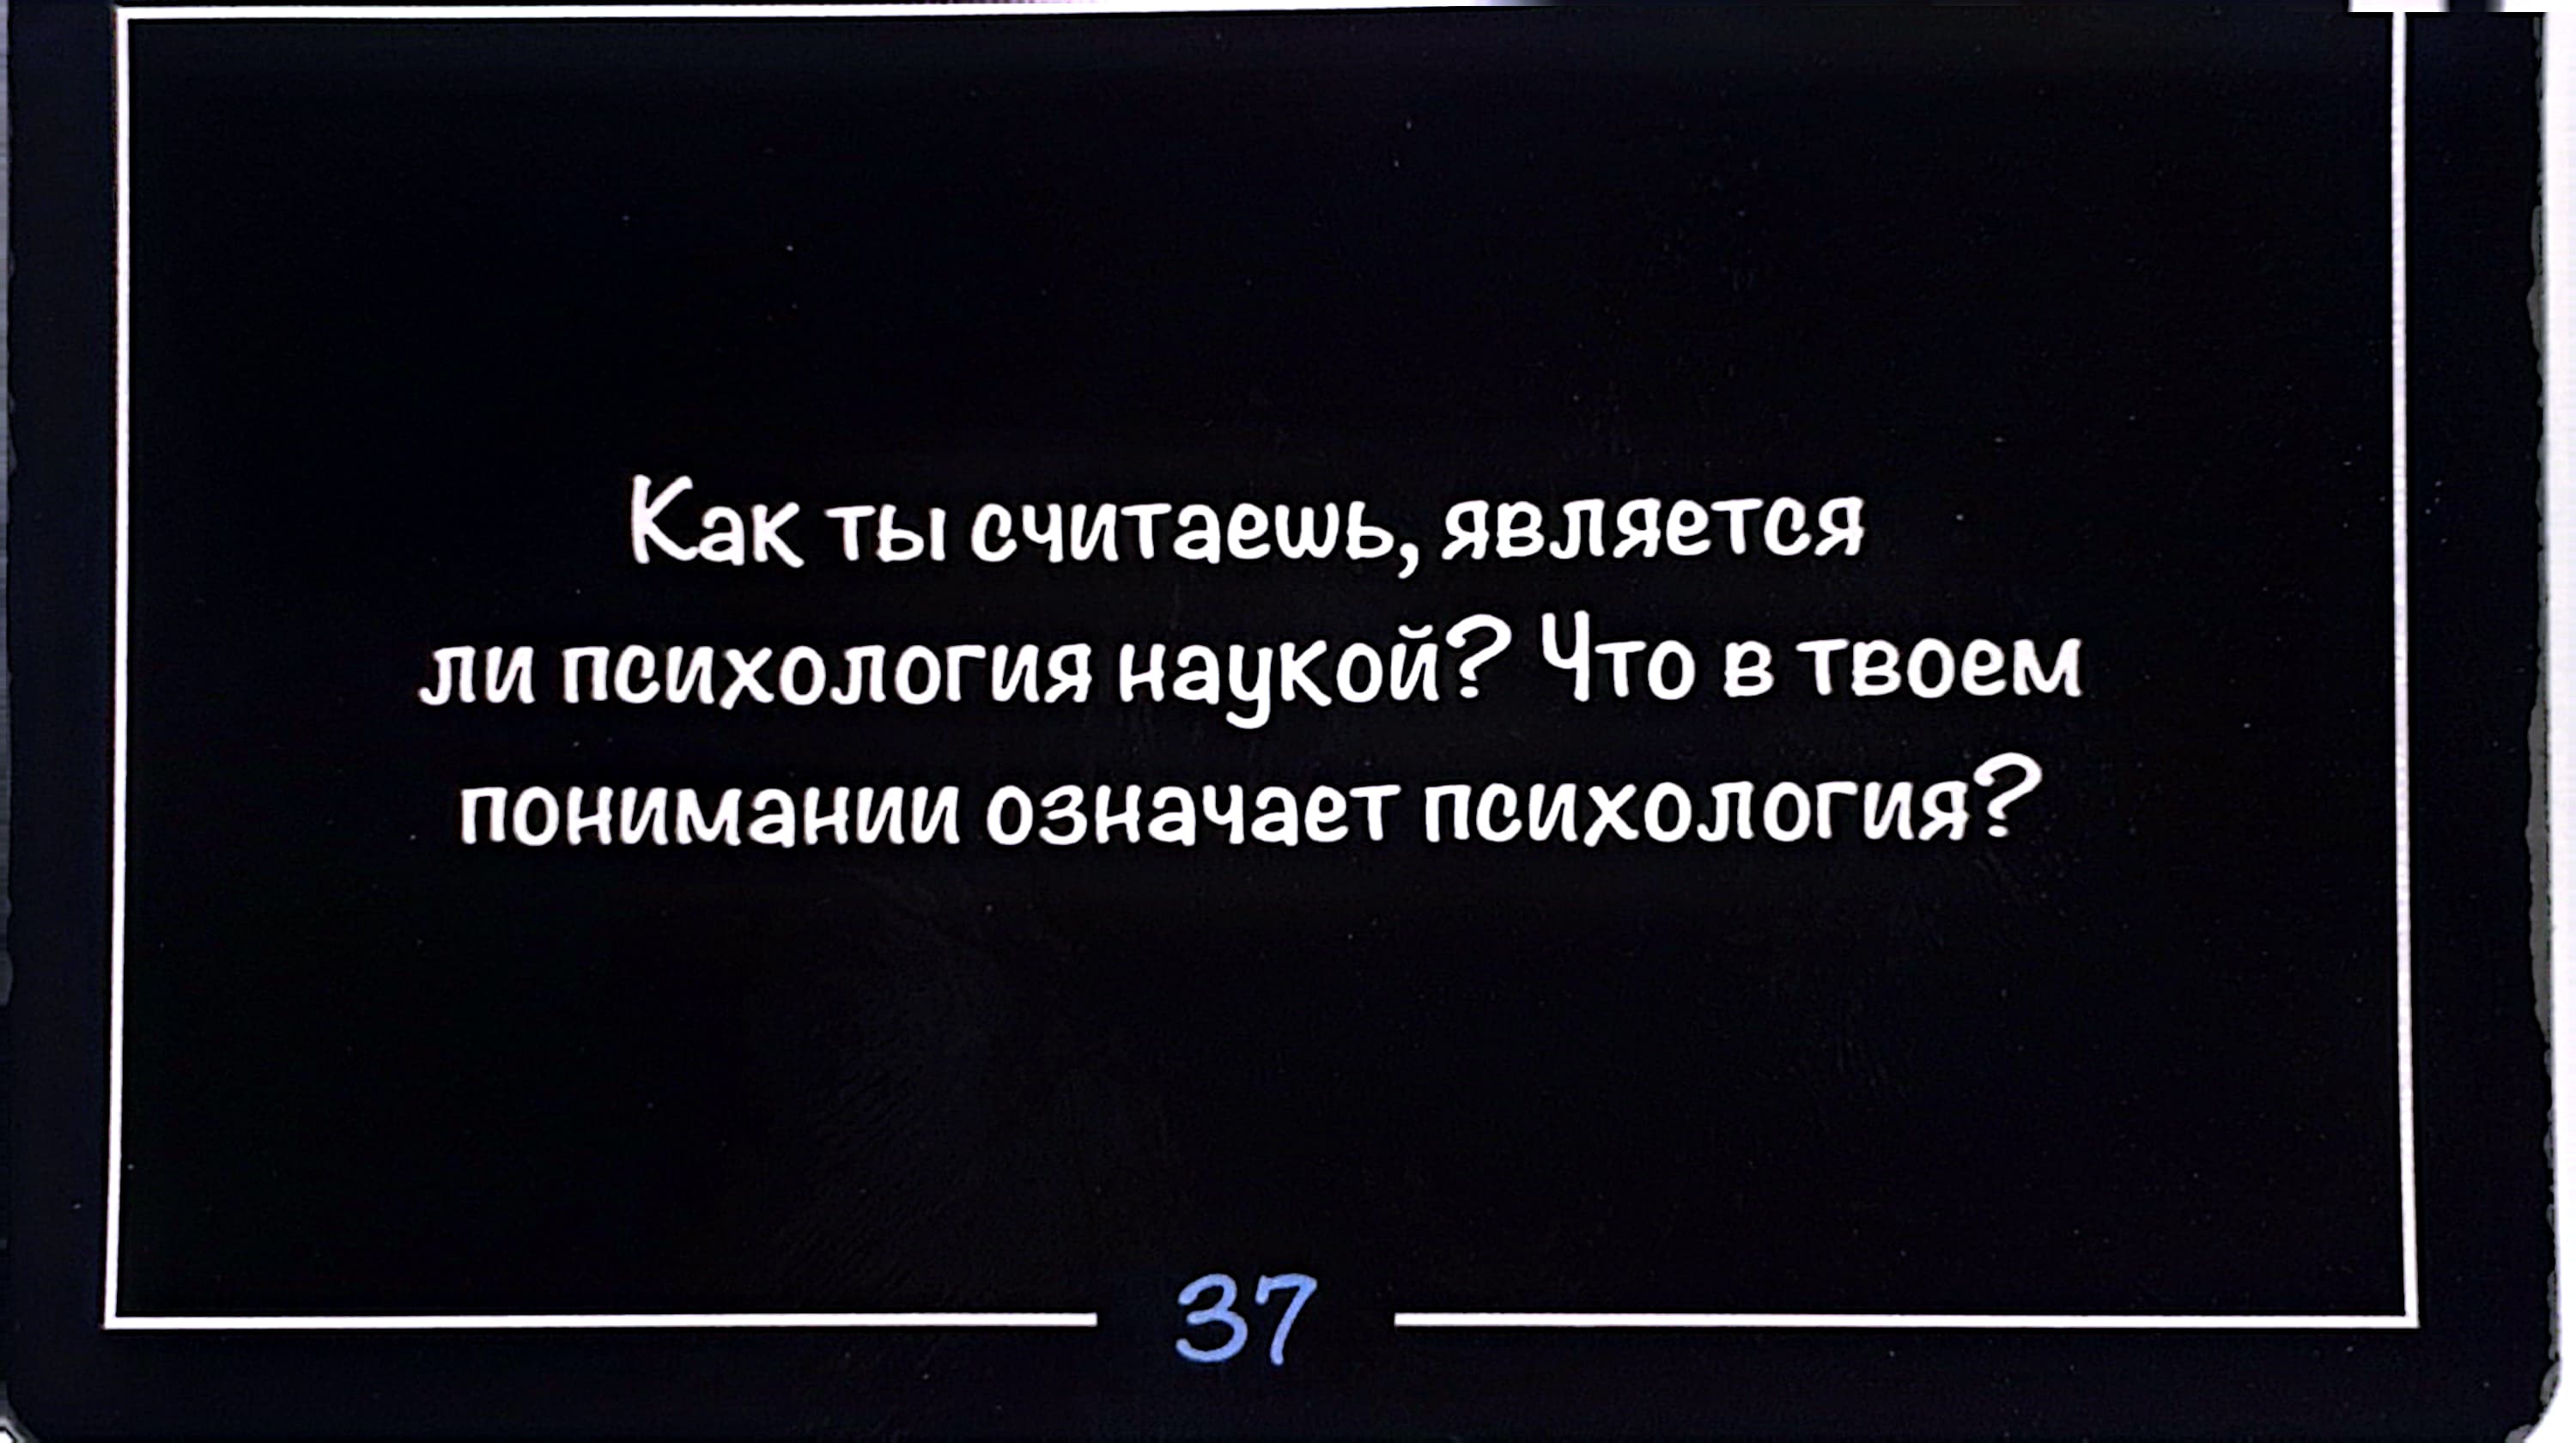 Как ты считаешь, является
ли психология наукой? Что в твоем
понимании означает психология?
37